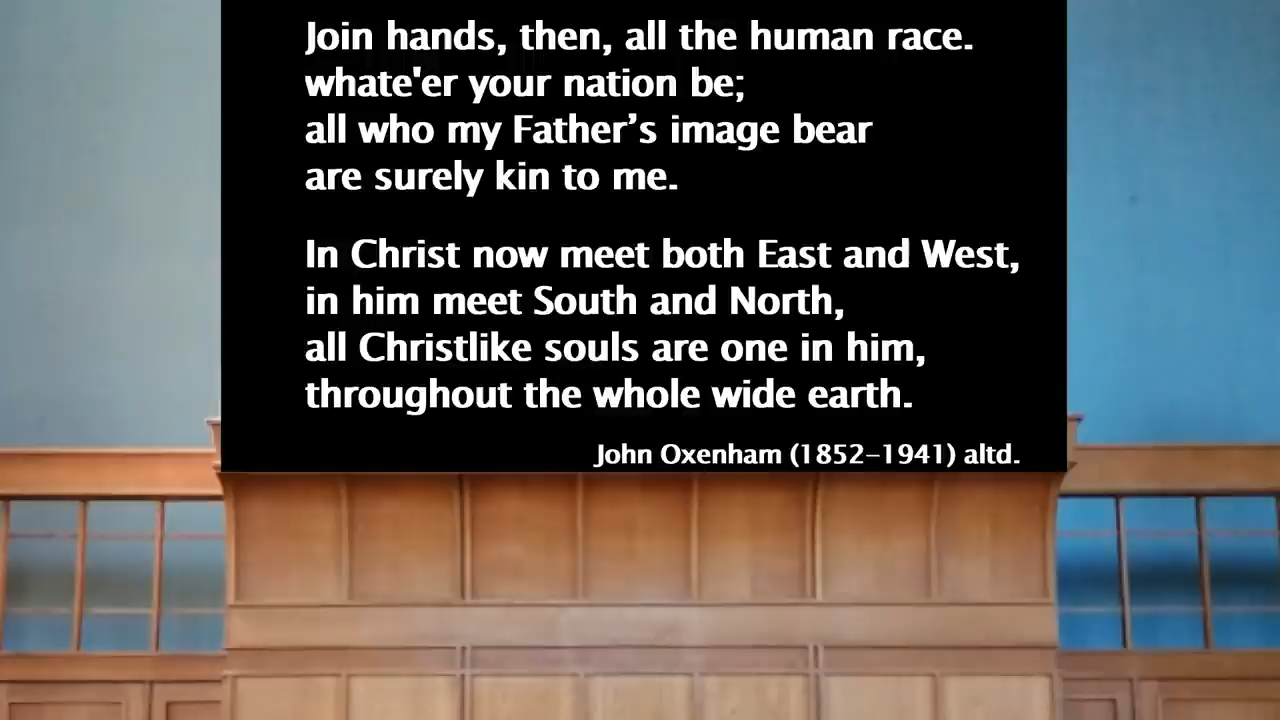 Join hands, then, all the human race.
whate'er your nation be;
all who my Father’s image bear
are surely kin to me.
In Christ now meet both East and West,
in him meet South and North,
all Christlike souls are one in him,
throughout the whole wide earth.
John Oxenham (1852–1941) altd.